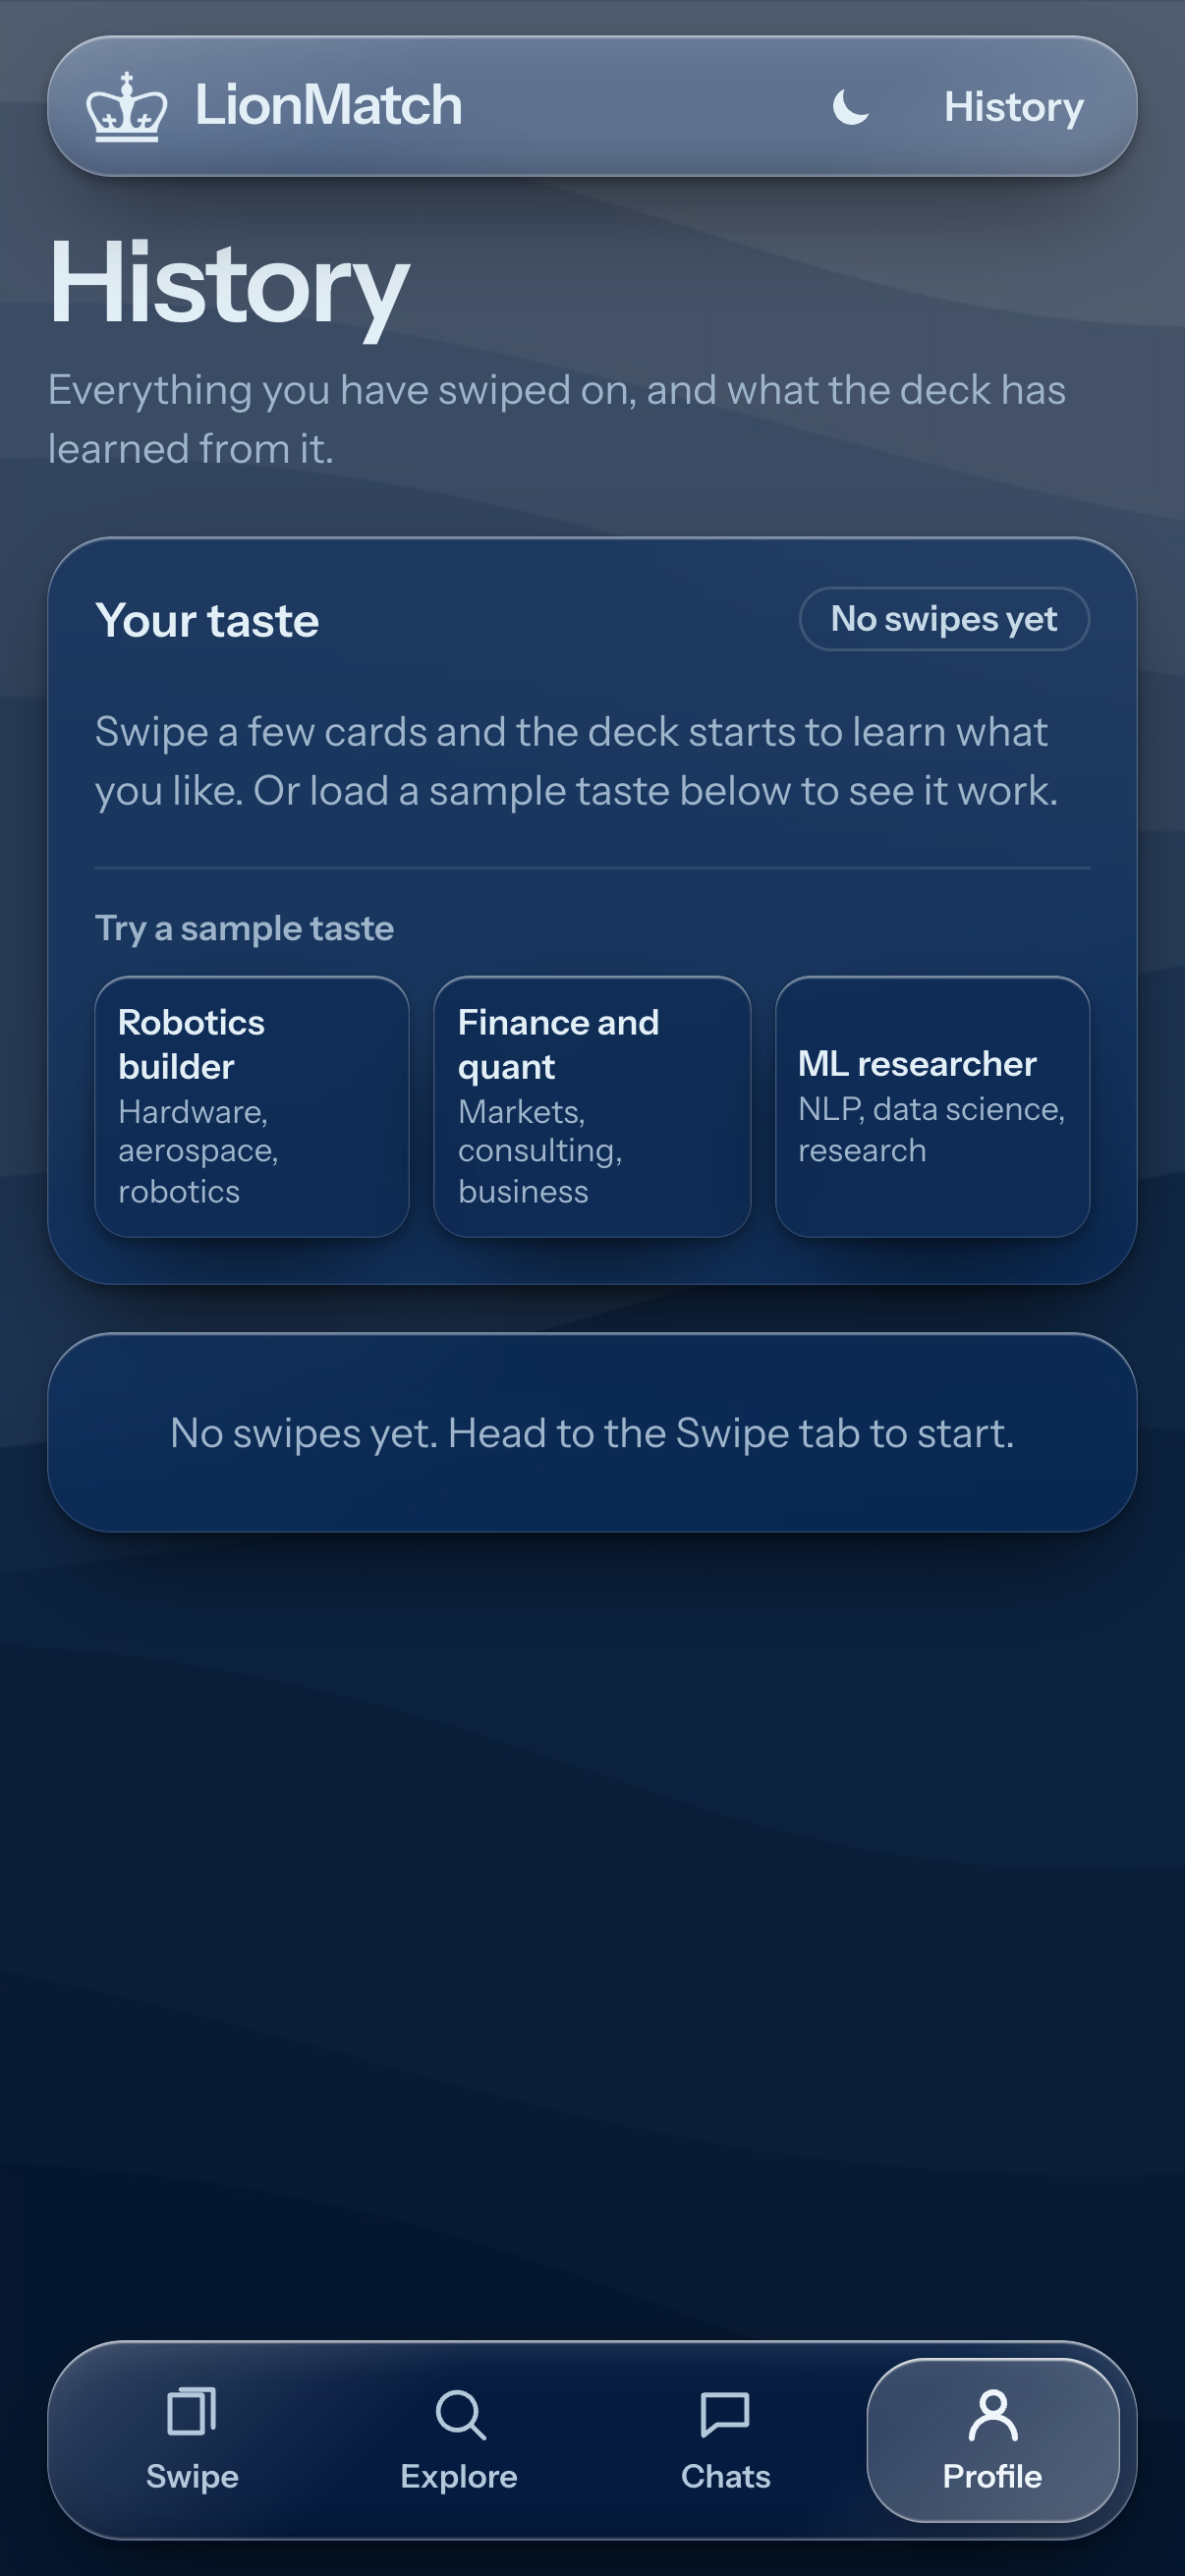 LionMatch
History
History
Everything you have swiped on, and what the deck has
learned from it.
Your taste
No swipes yet
Swipe a few cards and the deck starts to learn what
you like. Or load a sample taste below to see it work.
Try a sample taste
Robotics
builder
Hardware,
aerospace,
robotics
Finance and
quant
Markets,
consulting,
business
ML researcher
NLP, data science,
research
No swipes yet. Head to the Swipe tab to start.
Swipe
Explore
Chats
Profile